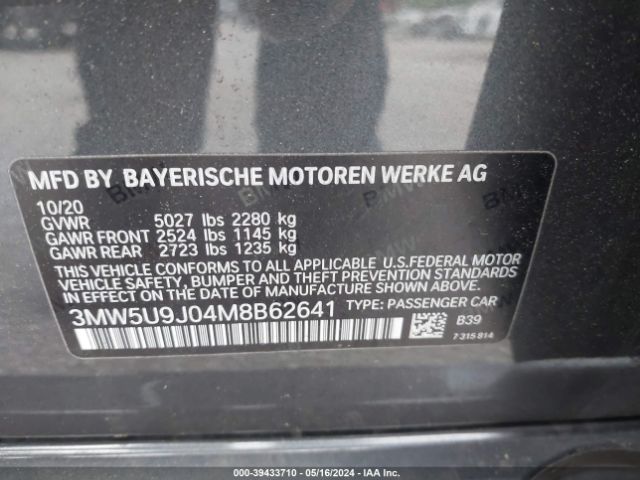 MFD BY BAYERISCHE MOTOREN WERKE AG
10/20
GVWR 5027 lbs 2280 kg
GAWR FRONT 2524 lbs 1145 kg
GAWR REAR 2723 lbs 1235 kg
THIS VEHICLE CONFORMS TO ALL APPLICABLE U.S.FEDERAL MOTOR
VEHICLE SAFETY, BUMPER AND THEFT PREVENTION STANDARDS
IN EFFECT ON THE DATE OF MANUFACTURE SHOWN ABOVE.
3MW5U9J04M8B62641 TYPE: PASSENGER CAR
B39
7 315 814
000-39433710 - 05/16/2024 - IAA Inc.